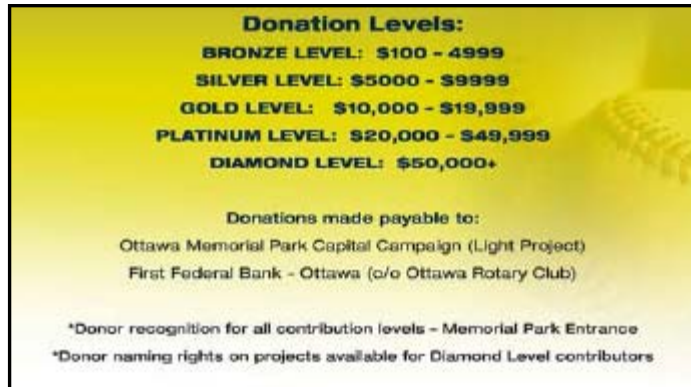 Donation Levels:
BRONZE LEVEL: $100 - 4999
SILVER LEVEL: $5000 - $9999
GOLD LEVEL: $10,000 - $19,999
PLATINUM LEVEL: $20,000 - $49,999
DIAMOND LEVEL: $50,000+
Donations made payable to:
Ottawa Memorial Park Capital Campaign (Light Project)
First Federal Bank - Ottawa (c/o Ottawa Rotary Club)
*Donor recognition for all contribution levels - Memorial Park Entrance
*Donor naming rights on projects available for Diamond Level contributors